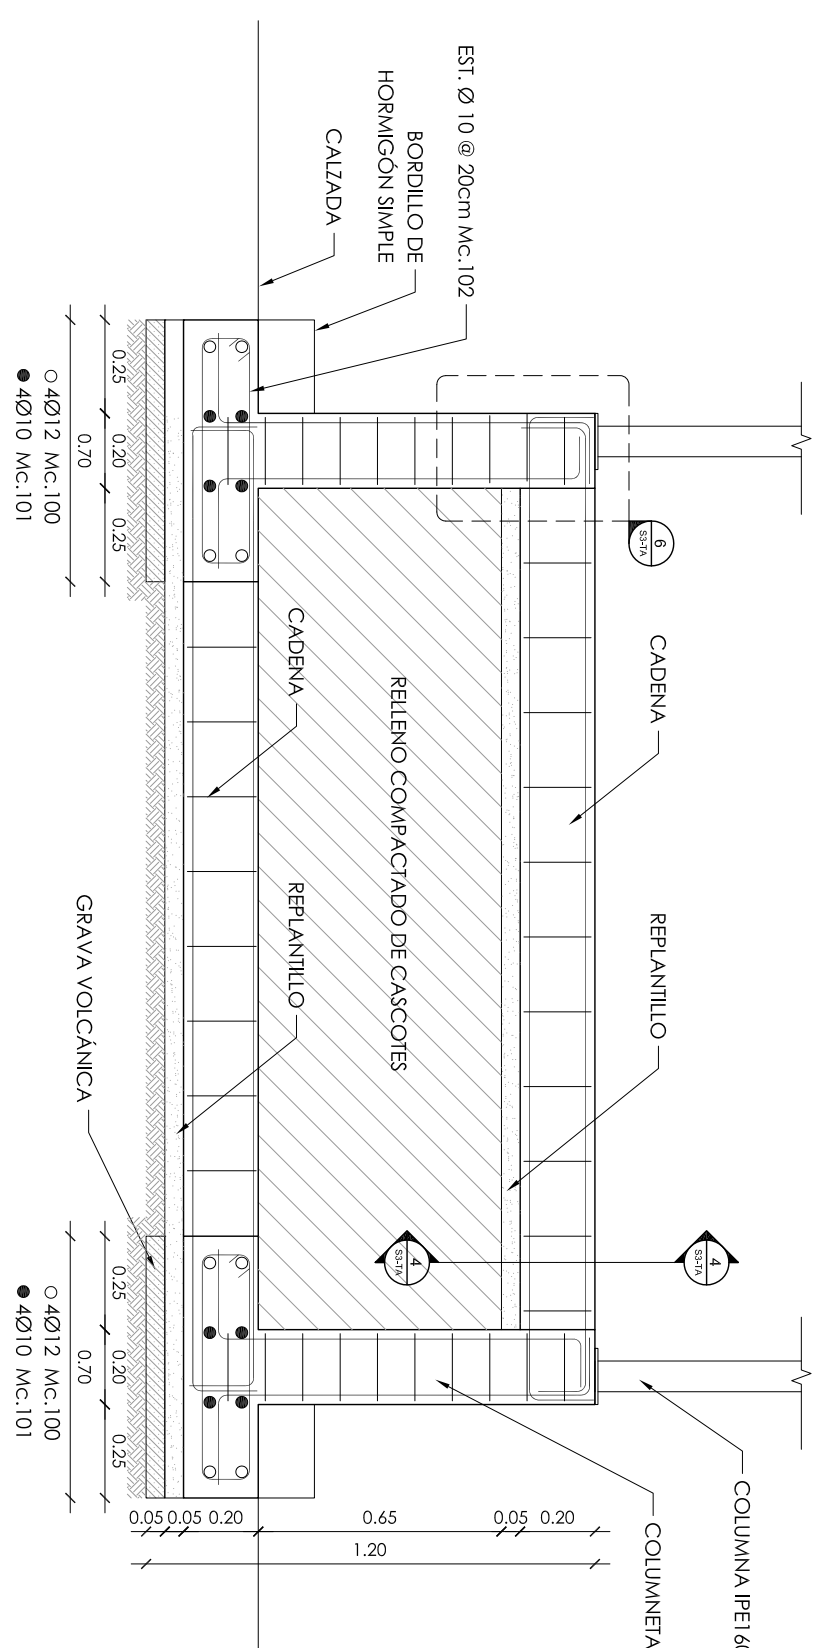 EST. Ø 10 @ 20cm Mc.102
BORDILLO DE
HORMIGÓN SIMPLE
CALZADA
6
S3-TA
CADENA
REPLANTILLO
4
S3-TA
COLUMNA IPE16
COLUMNETA
RELLENO COMPACTADO DE CASCOTES
4
S3-TA
CADENA
REPLANTILLO
GRAVA VOLCÁNICA
0.25
0.20
0.25
0.70
4Ø12 Mc.100
4Ø10 Mc.101
0.25
0.20
0.25
0.70
4Ø12 Mc.100
4Ø10 Mc.101
0.05
0.05
0.20
0.65
0.05
0.20
1.20